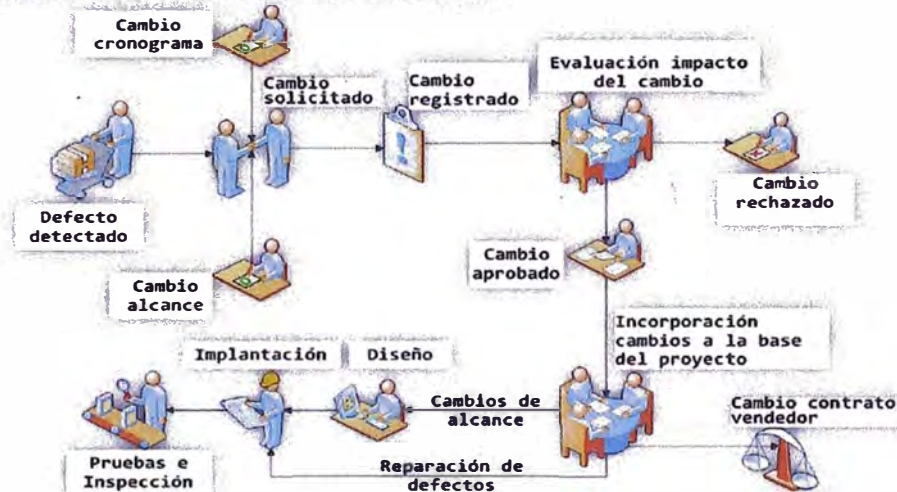 Cambio
cronograma
Cambio
solicitado
Cambio
registrado
Evaluación impacto
del cambio
Defecto
detectado
Cambio
rechazado
Cambio
alcance
Cambio
aprobado
Incorporación
cambios a la base
del proyecto
Implantación
Diseño
Cambios de
alcance
Cambio contrato
vendedor
Pruebas e
Inspección
Reparación de
defectos